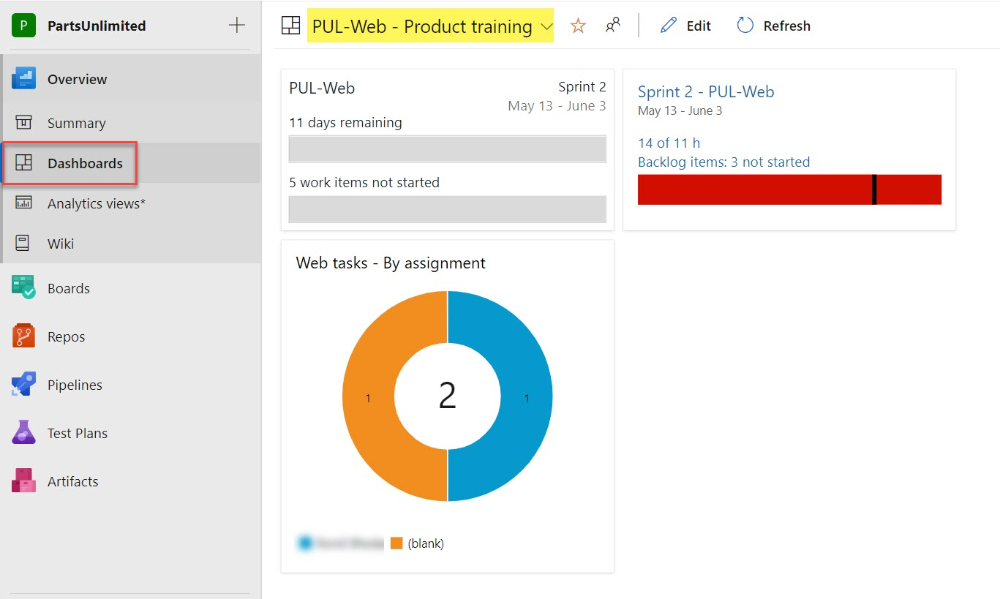 P PartsUnlimited
Overview
Summary
Dashboards
Analytics views*
Wiki
Boards
Repos
Pipelines
Test Plans
Artifacts
PUL-Web - Product training
Edit
Refresh
PUL-Web
Sprint 2
May 13 - June 3
11 days remaining
5 work items not started
Sprint 2 - PUL-Web
May 13 - June 3
14 of 11 h
Backlog items: 3 not started
Web tasks - By assignment
1
2
1
(blank)